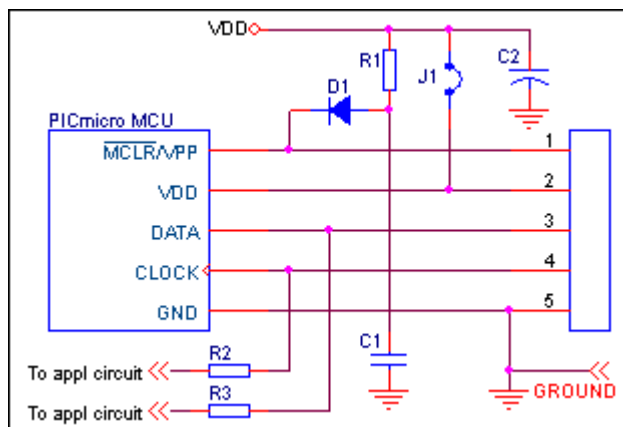 VDD
R1
D1
J1
C2
PICmicro MCU
MCLR/VPP
1
VDD
2
DATA
3
CLOCK
4
GND
5
R2
C1
To appl circuit
R3
GROUND
To appl circuit